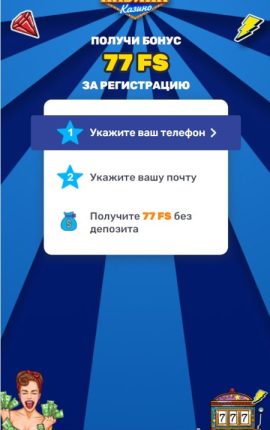 Казино
ПОЛУЧИ БОНУС
77 FS
ЗА РЕГИСТРАЦИЮ
1 Укажите ваш телефон >
2 Укажите вашу почту
Получите 77 FS без
депозита
777